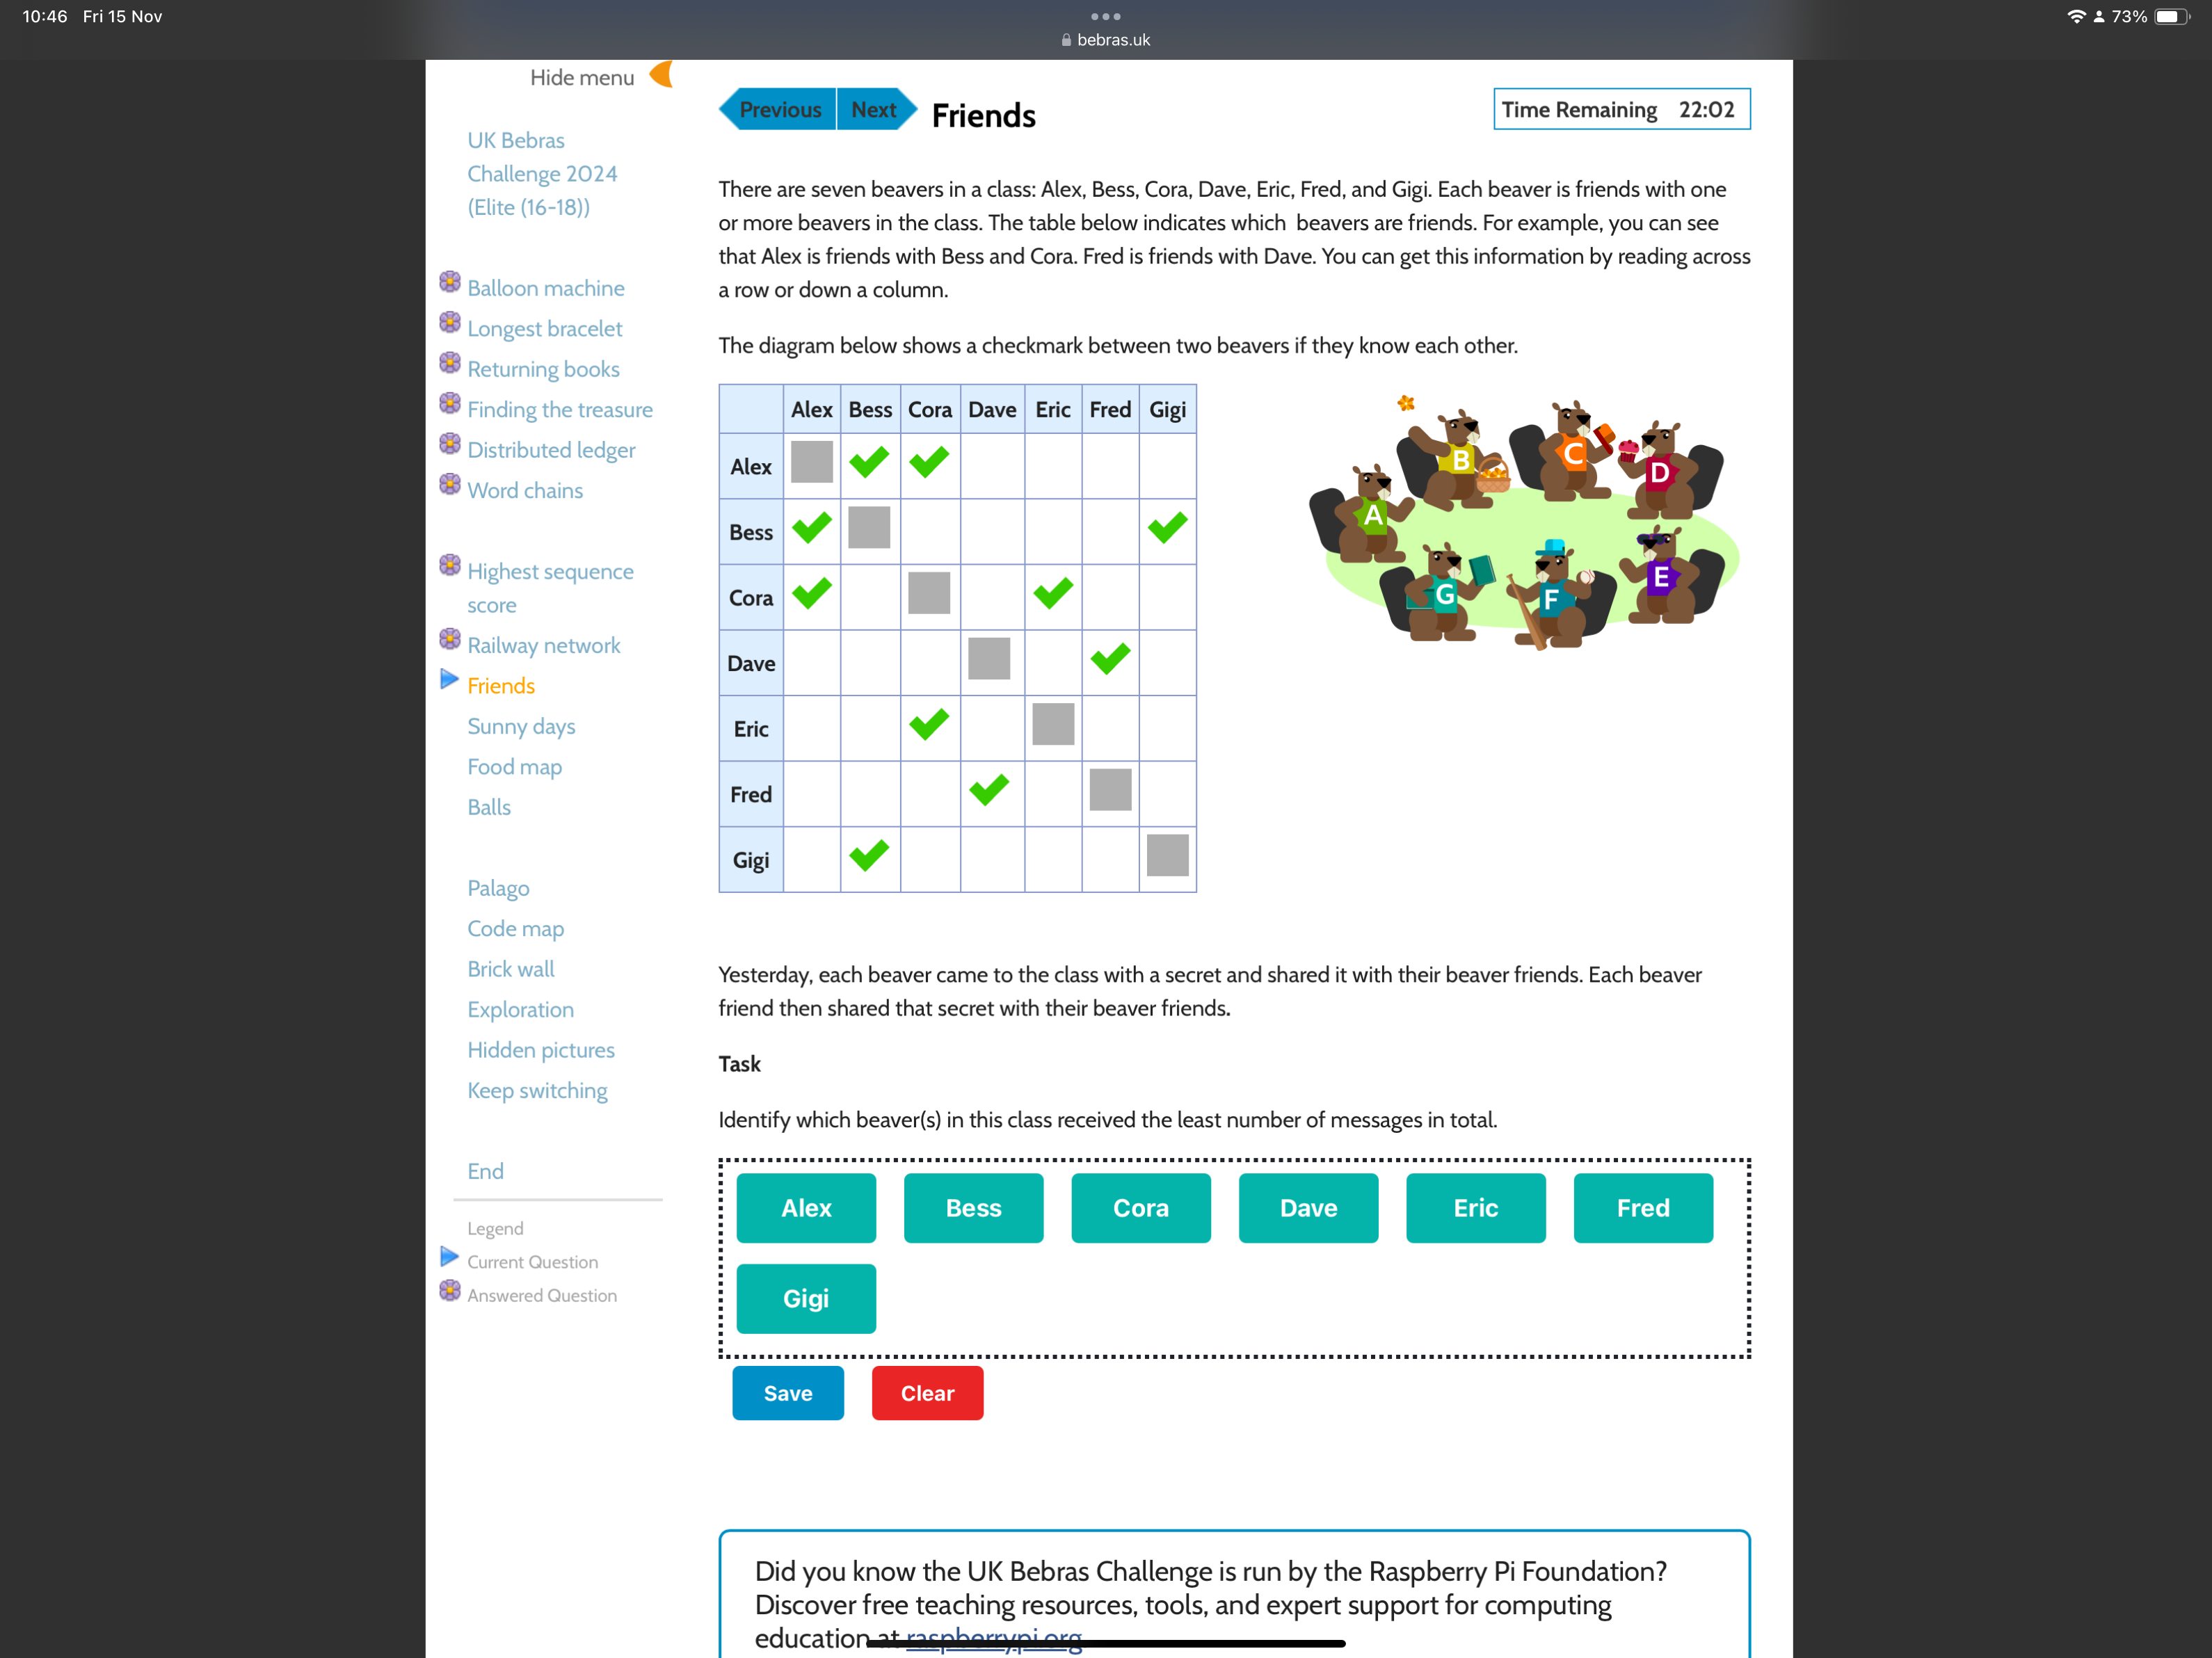 10:46 Fri 15 Nov
73%
bebras.uk
Hide menu
UK Bebras
Challenge 2024
(Elite (16-18))
Balloon machine
Longest bracelet
Returning books
Finding the treasure
Distributed ledger
Word chains
Highest sequence
score
Railway network
Friends
Sunny days
Food map
Balls
Palago
Code map
Brick wall
Exploration
Hidden pictures
Keep switching
End
Legend
Current Question
Answered Question
Previous Next Friends
Time Remaining 22:02
There are seven beavers in a class: Alex, Bess, Cora, Dave, Eric, Fred, and Gigi. Each beaver is friends with one
or more beavers in the class. The table below indicates which beavers are friends. For example, you can see
that Alex is friends with Bess and Cora. Fred is friends with Dave. You can get this information by reading across
a row or down a column.
The diagram below shows a checkmark between two beavers if they know each other.
Alex Bess Cora Dave Eric Fred Gigi
Alex
Bess
Cora
Dave
Eric
Fred
Gigi
A B C D E F G
Yesterday, each beaver came to the class with a secret and shared it with their beaver friends. Each beaver
friend then shared that secret with their beaver friends.
Task
Identify which beaver(s) in this class received the least number of messages in total.
Alex Bess Cora Dave Eric Fred
Gigi
Save Clear
Did you know the UK Bebras Challenge is run by the Raspberry Pi Foundation?
Discover free teaching resources, tools, and expert support for computing
education at raspberrypi.org